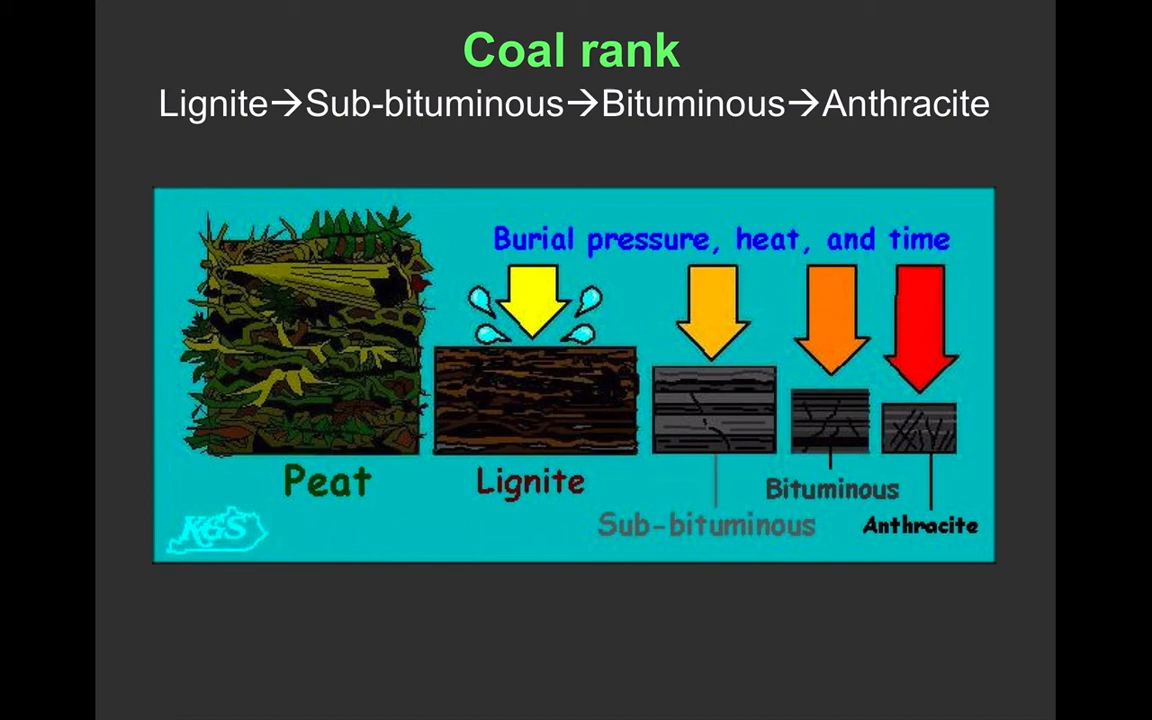 Coal rank
Lignite→Sub-bituminous→Bituminous→Anthracite
Burial pressure, heat, and time
Peat
Lignite
Bituminous
Sub-bituminous
Anthracite
KGS